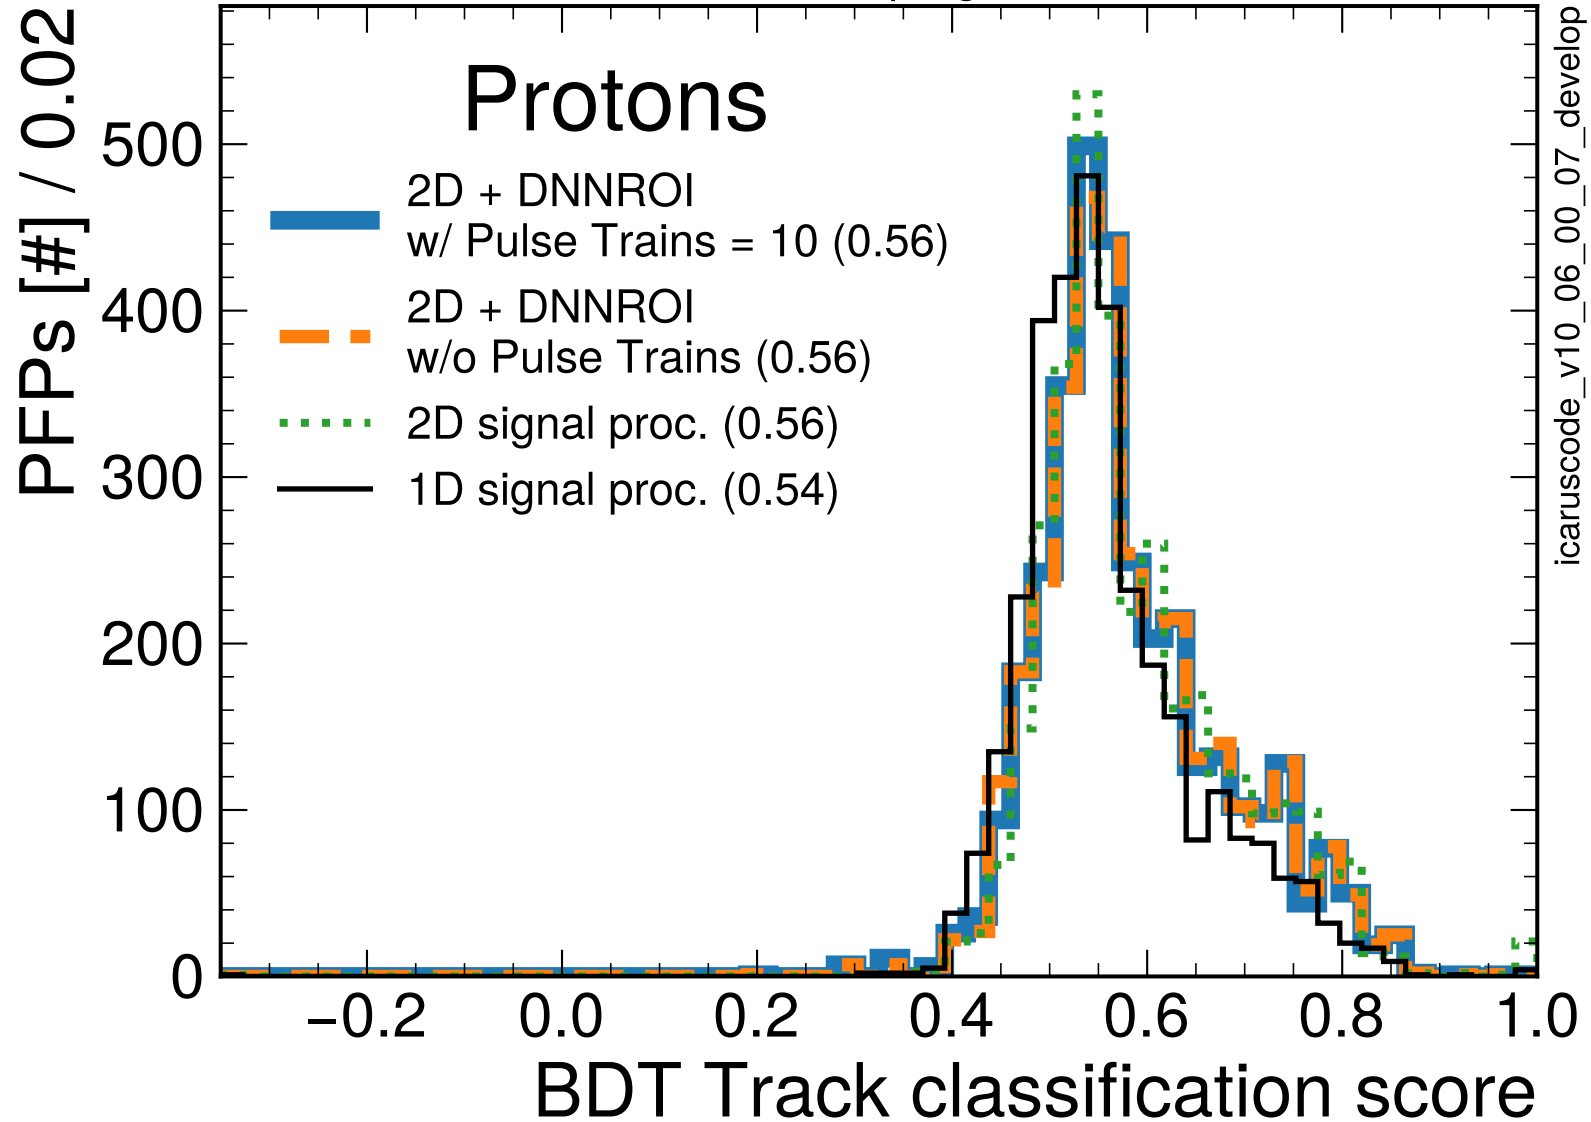 PFPs [#] / 0.02
500
400
300
200
100
0
Protons
2D + DNNROI
w/ Pulse Trains = 10 (0.56)
2D + DNNROI
w/o Pulse Trains (0.56)
2D signal proc. (0.56)
1D signal proc. (0.54)
−0.2 0.0 0.2 0.4 0.6 0.8 1.0
BDT Track classification score
icaruscode_v10_06_00_07_develop